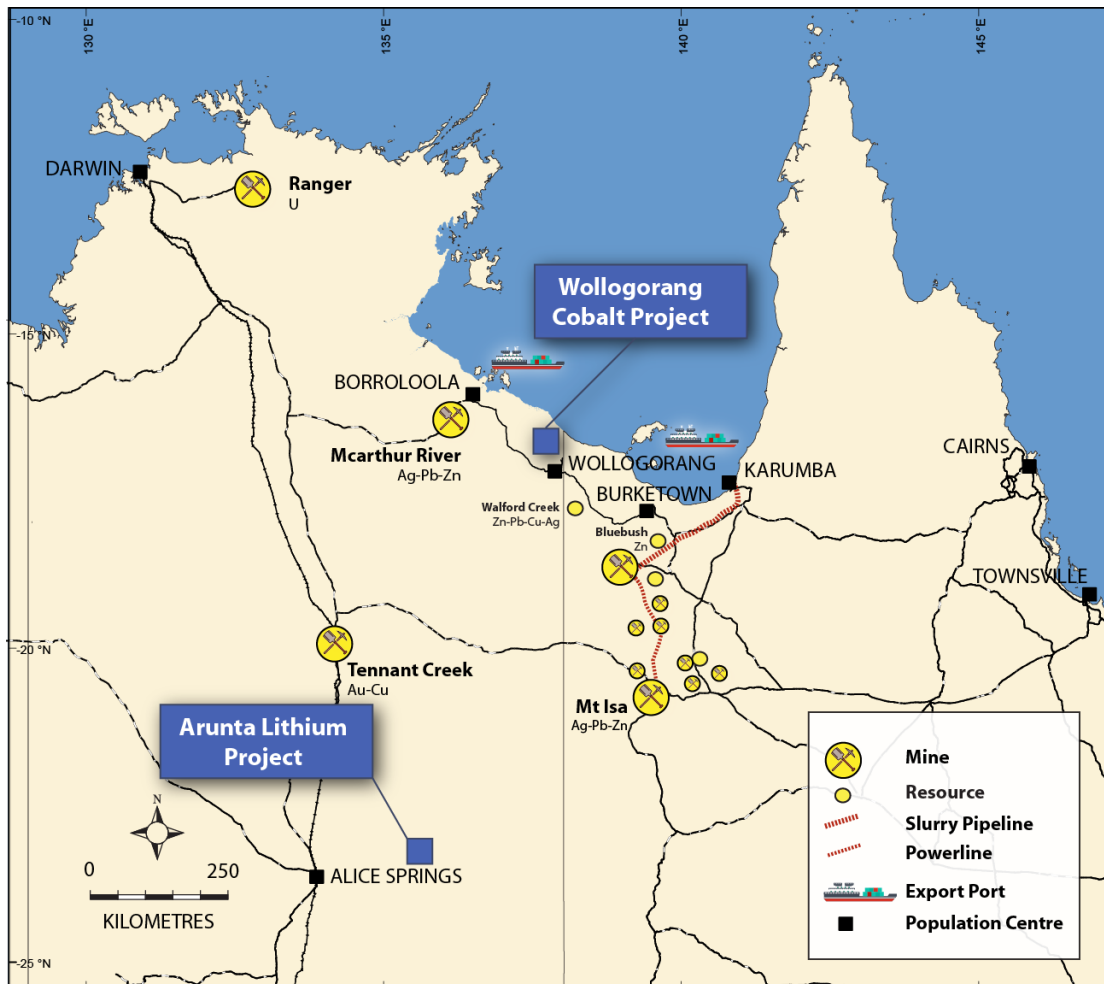 130 °E
135 °E
140 °E
145 °E
-10 °N
DARWIN
Ranger
U
Wollogorang
Cobalt Project
-15 °N
BORROLOOLA
Mcarthur River
Ag-Pb-Zn
WOLLOGORANG
KARUMBA
CAIRNS
BURKETOWN
Walford Creek
Zn-Pb-Cu-Ag
Bluebush
Zn
TOWNSVILLE
-20 °N
Tennant Creek
Au-Cu
Mt Isa
Ag-Pb-Zn
Arunta Lithium
Project
Mine
Resource
Slurry Pipeline
Powerline
Export Port
Population Centre
N
0
250
KILOMETRES
ALICE SPRINGS
-25 °N